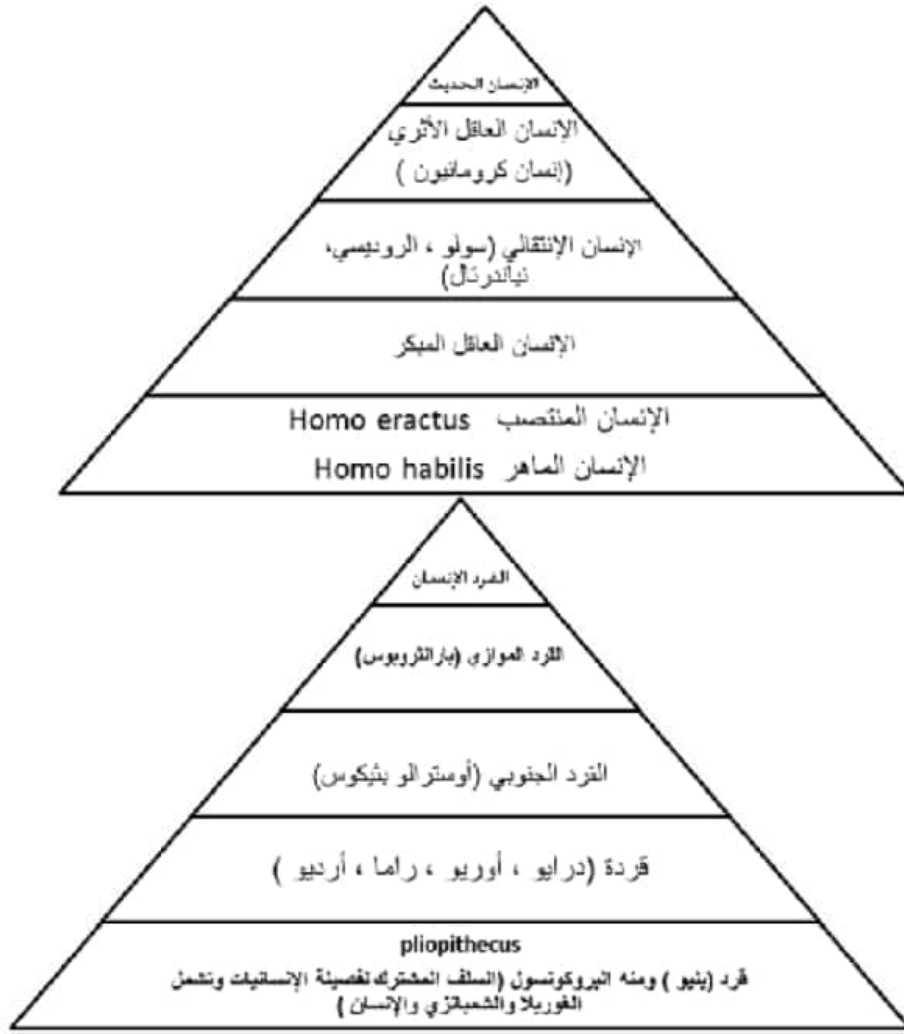 الإنسان الحديث
الإنسان العاقل الأثري
(إنسان كرومانيون )
الإنسان الإنتقالي (سولو ، الروديسي،
نياندرتال)
الإنسان العاقل المبكر
الإنسان المنتصب Homo eractus
الإنسان الماهر Homo habilis
القرد الإنسان
القرد الموازي (بارانثروبوس)
القرد الجنوبي (أوسترالو بثيكوس)
قردة (درايو ، أوريو ، راما ، أرديو )
pliopithecus
قرد (بليو ) ومنه البروكونسول (السلف المشترك لفصيلة الإنسانيات وتشمل
الغوريلا والشمبانزي والإنسان )